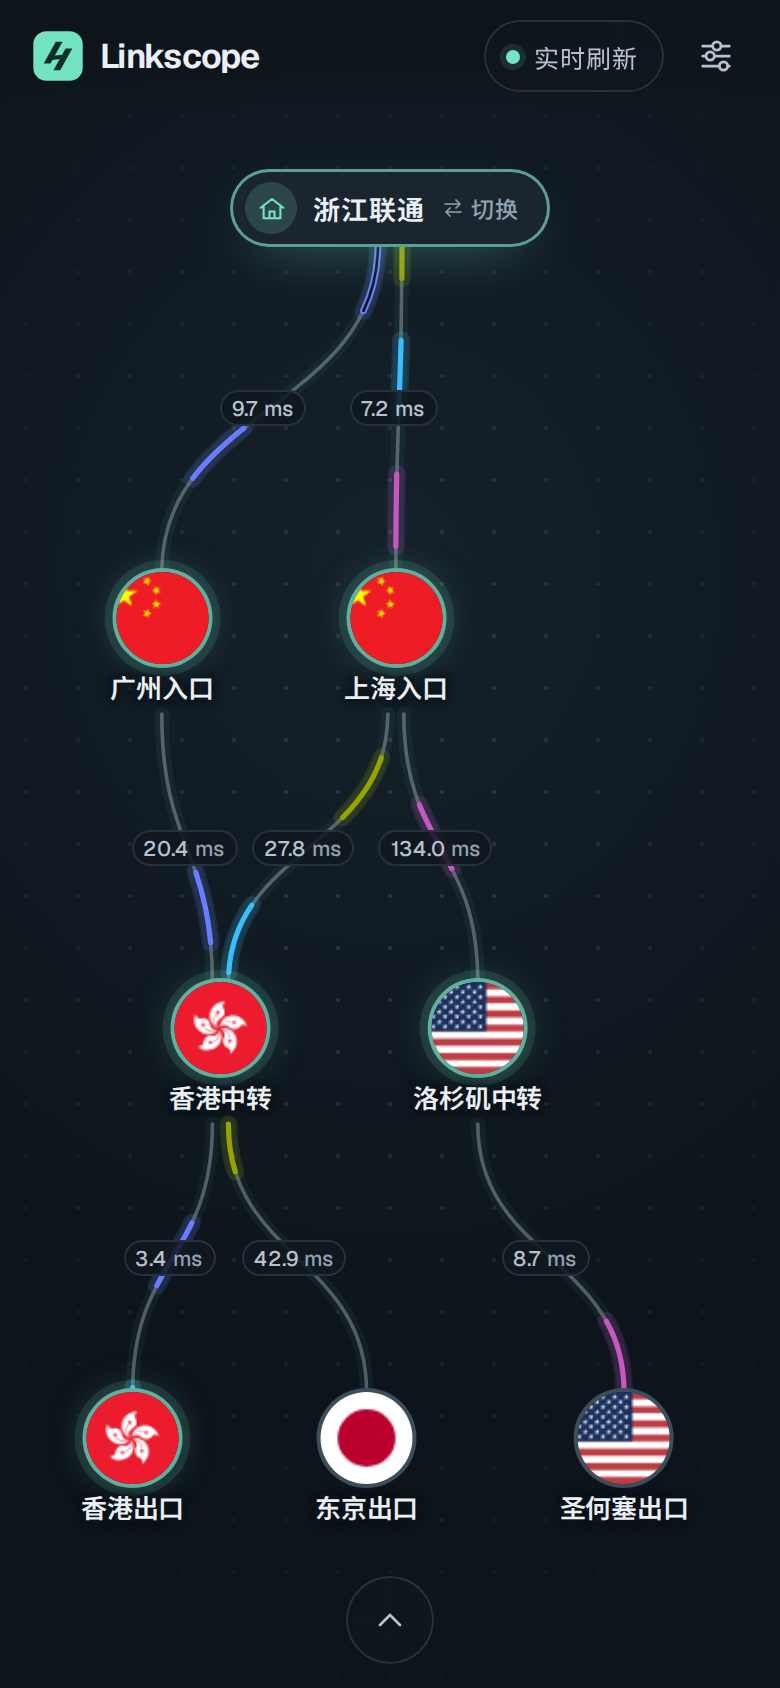 Linkscope
实时刷新
浙江联通 切换
9.7 ms
7.2 ms
广州入口
上海入口
20.4 ms
27.8 ms
134.0 ms
香港中转
洛杉矶中转
3.4 ms
42.9 ms
8.7 ms
香港出口
东京出口
圣何塞出口